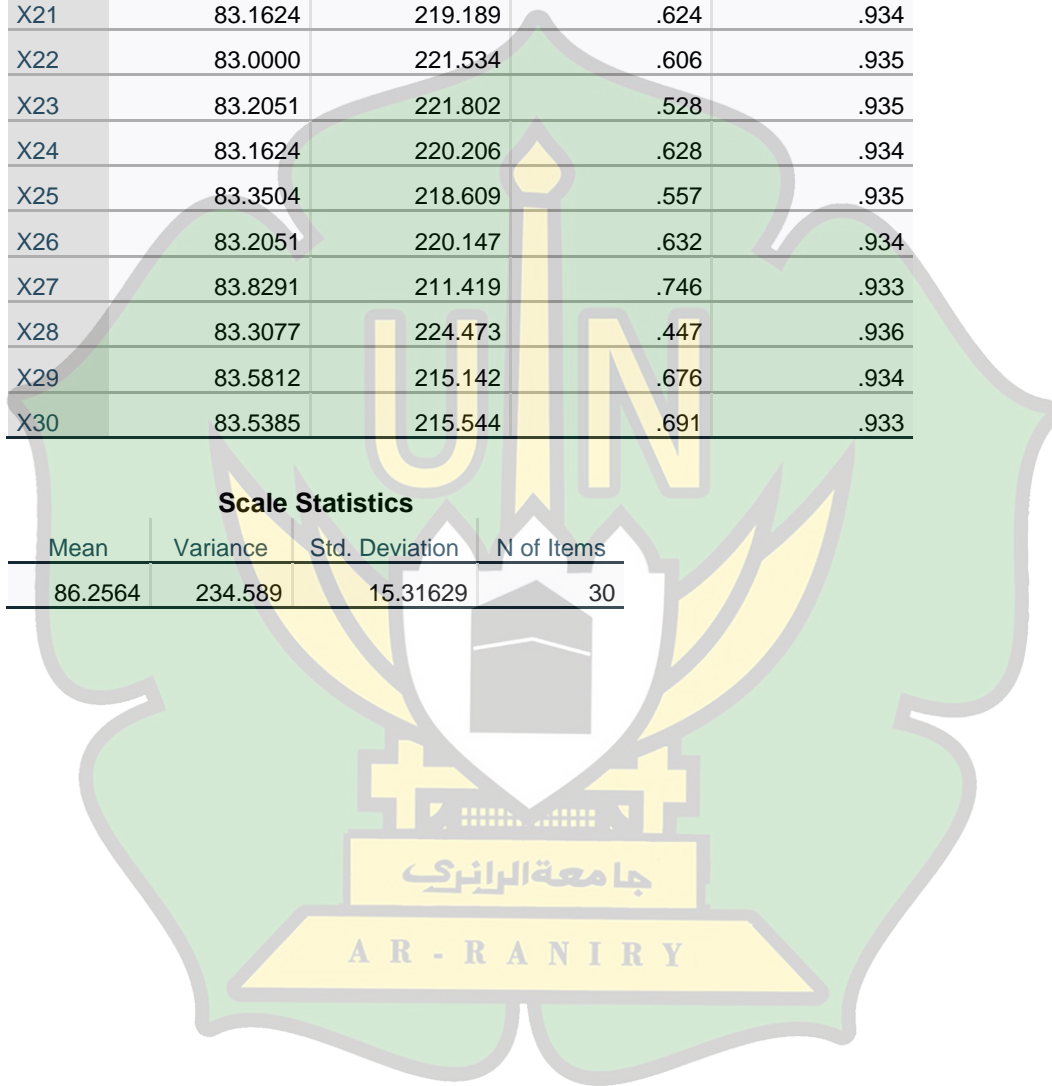 X21 83.1624 219.189 .624 .934
X22 83.0000 221.534 .606 .935
X23 83.2051 221.802 .528 .935
X24 83.1624 220.206 .628 .934
X25 83.3504 218.609 .557 .935
X26 83.2051 220.147 .632 .934
X27 83.8291 211.419 .746 .933
X28 83.3077 224.473 .447 .936
X29 83.5812 215.142 .676 .934
X30 83.5385 215.544 .691 .933
Scale Statistics
Mean Variance Std. Deviation N of Items
86.2564 234.589 15.31629 30
UIN
جامعةالرانرك
AR-RANIRY